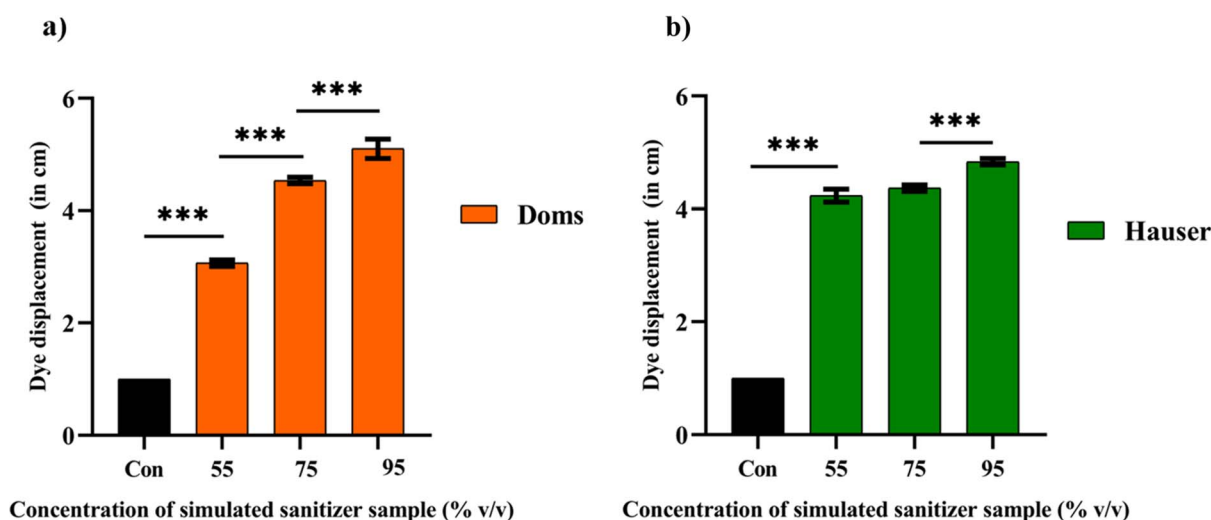 a)
Dye displacement (in cm)
6
4
2
0
***
***
***
Con 55 75 95
Concentration of simulated sanitizer sample (% v/v)
Doms
b)
Dye displacement (in cm)
6
4
2
0
***
***
Con 55 75 95
Concentration of simulated sanitizer sample (% v/v)
Hauser